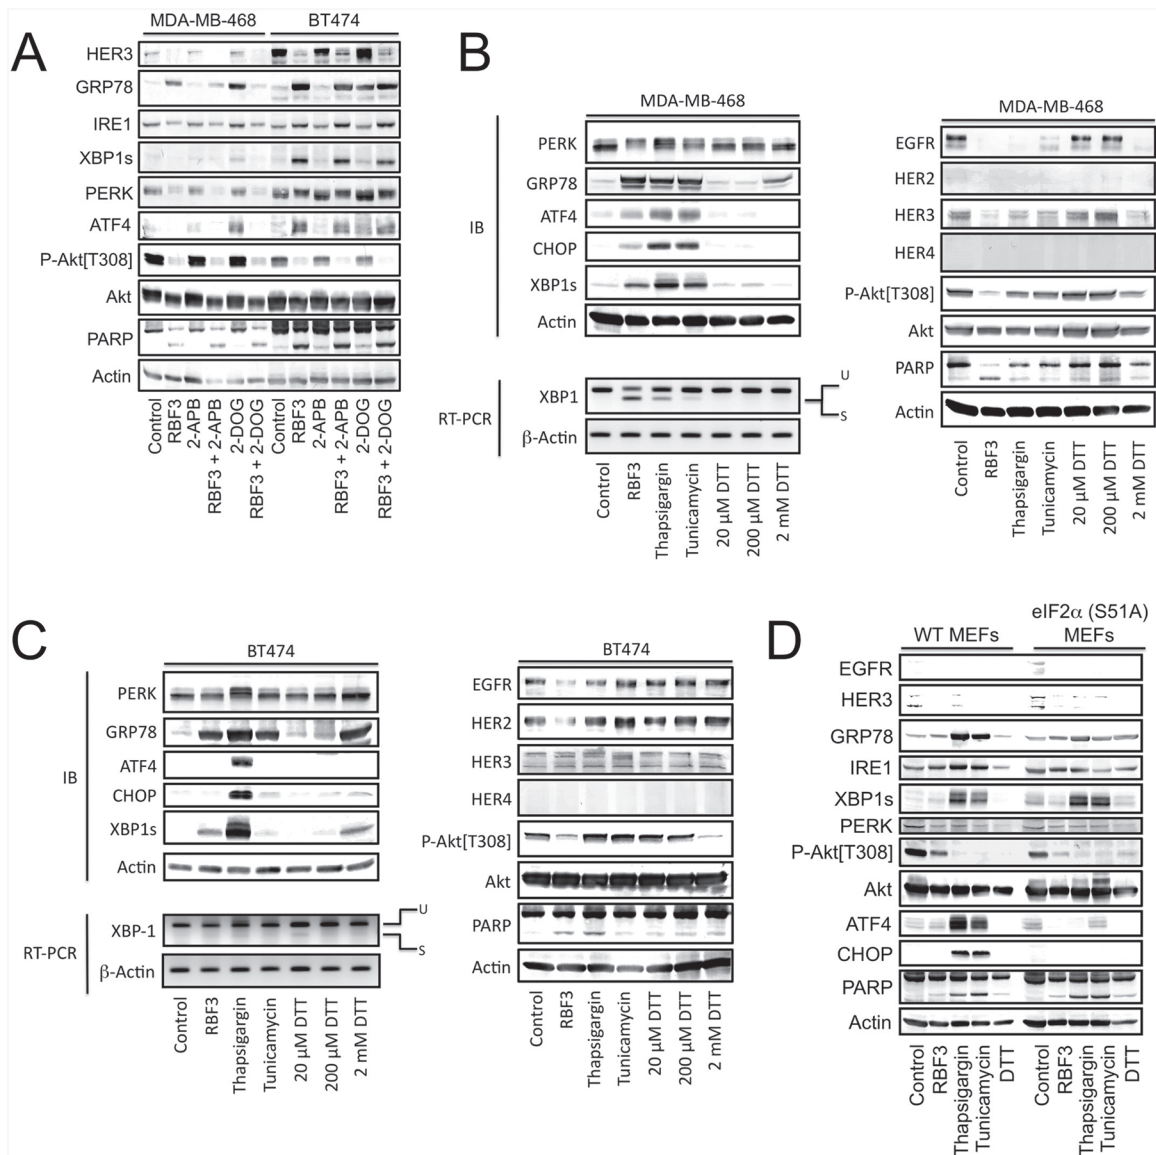 A
MDA-MB-468 BT474
HER3
GRP78
IRE1
XBP1s
PERK
ATF4
P-Akt[T308]
Akt
PARP
Actin
Control
RBF3
2-APB
RBF3 + 2-APB
2-DOG
RBF3 + 2-DOG
Control
RBF3
2-APB
RBF3 + 2-APB
2-DOG
RBF3 + 2-DOG
B
MDA-MB-468
IB
PERK
GRP78
ATF4
CHOP
XBP1s
Actin
RT-PCR
XBP1
U
S
β-Actin
Control
RBF3
Thapsigargin
Tunicamycin
20 µM DTT
200 µM DTT
2 mM DTT
MDA-MB-468
EGFR
HER2
HER3
HER4
P-Akt[T308]
Akt
PARP
Actin
Control
RBF3
Thapsigargin
Tunicamycin
20 µM DTT
200 µM DTT
2 mM DTT
C
BT474
IB
PERK
GRP78
ATF4
CHOP
XBP1s
Actin
RT-PCR
XBP-1
U
S
β-Actin
Control
RBF3
Thapsigargin
Tunicamycin
20 µM DTT
200 µM DTT
2 mM DTT
BT474
EGFR
HER2
HER3
HER4
P-Akt[T308]
Akt
PARP
Actin
Control
RBF3
Thapsigargin
Tunicamycin
20 µM DTT
200 µM DTT
2 mM DTT
D
WT MEFs
eIF2α (S51A)
MEFs
EGFR
HER3
GRP78
IRE1
XBP1s
PERK
P-Akt[T308]
Akt
ATF4
CHOP
PARP
Actin
Control
RBF3
Thapsigargin
Tunicamycin
DTT
Control
RBF3
Thapsigargin
Tunicamycin
DTT